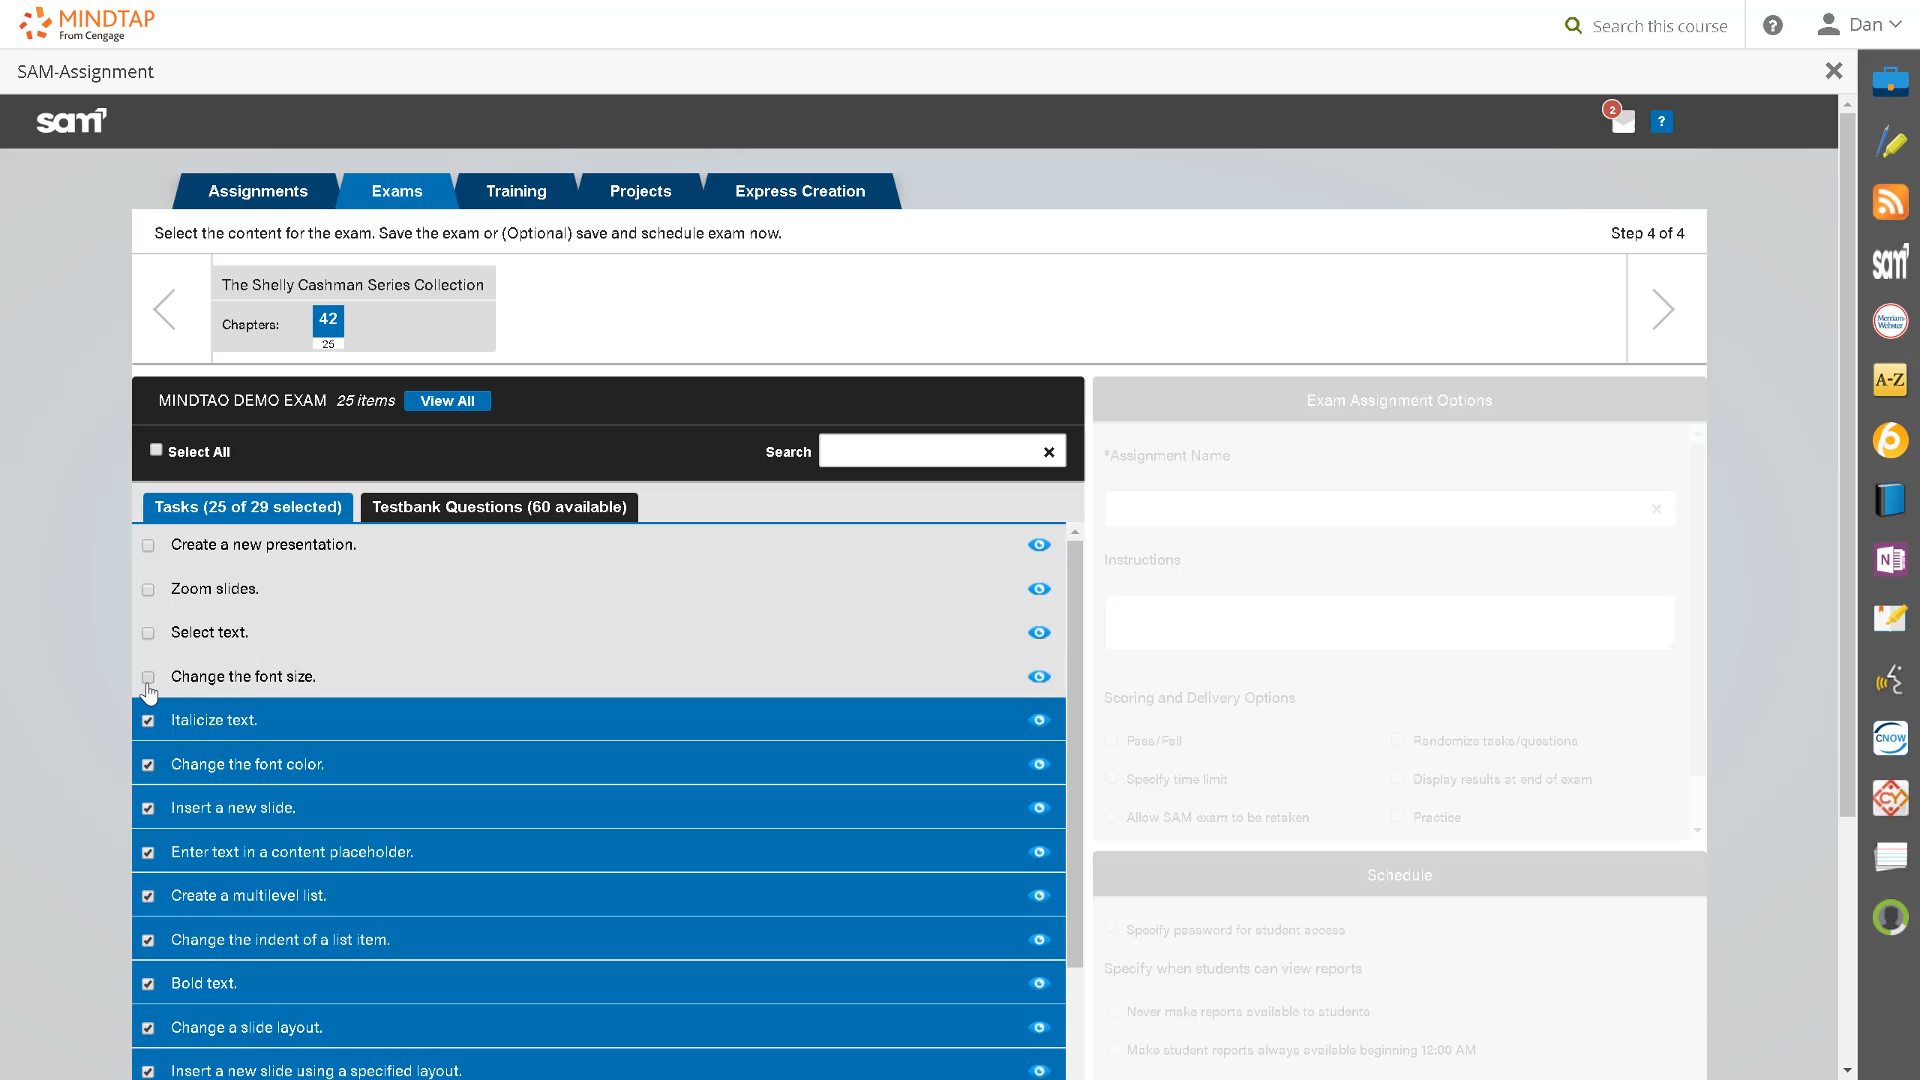 MINDTAP
From Cengage
Search this course
?
Dan
SAM-Assignment
sam
2
?
Assignments
Exams
Training
Projects
Express Creation
Select the content for the exam. Save the exam or (Optional) save and schedule exam now.
Step 4 of 4
The Shelly Cashman Series Collection
Chapters:
42
25
MINDTAO DEMO EXAM 25 items View All
Select All
Search
Tasks (25 of 29 selected)
Testbank Questions (60 available)
Create a new presentation.
Zoom slides.
Select text.
Change the font size.
Italicize text.
Change the font color.
Insert a new slide.
Enter text in a content placeholder.
Create a multilevel list.
Change the indent of a list item.
Bold text.
Change a slide layout.
Insert a new slide using a specified layout.
Exam Assignment Options
*Assignment Name
Instructions
Scoring and Delivery Options
Pass/Fail
Randomize tasks/questions
Specify time limit
Display results at end of exam
Allow SAM exam to be retaken
Practice
Schedule
Specify password for student access
Specify when students can view reports
Never make reports available to students
Make student reports always available beginning 12:00 AM
sam
Merriam-
Webster
A-Z
N
CNOW
CY